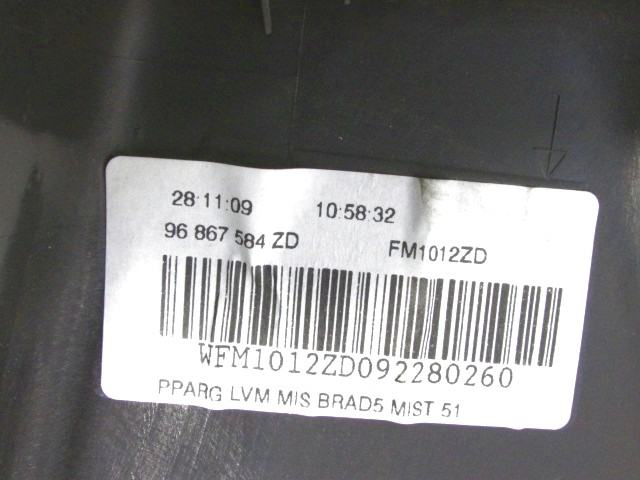 28:11:09 10:58:32
96 867 584 ZD FM1012ZD
WFM1012ZD092280260
PPARG LVM MIS BRAD5 MIST 51